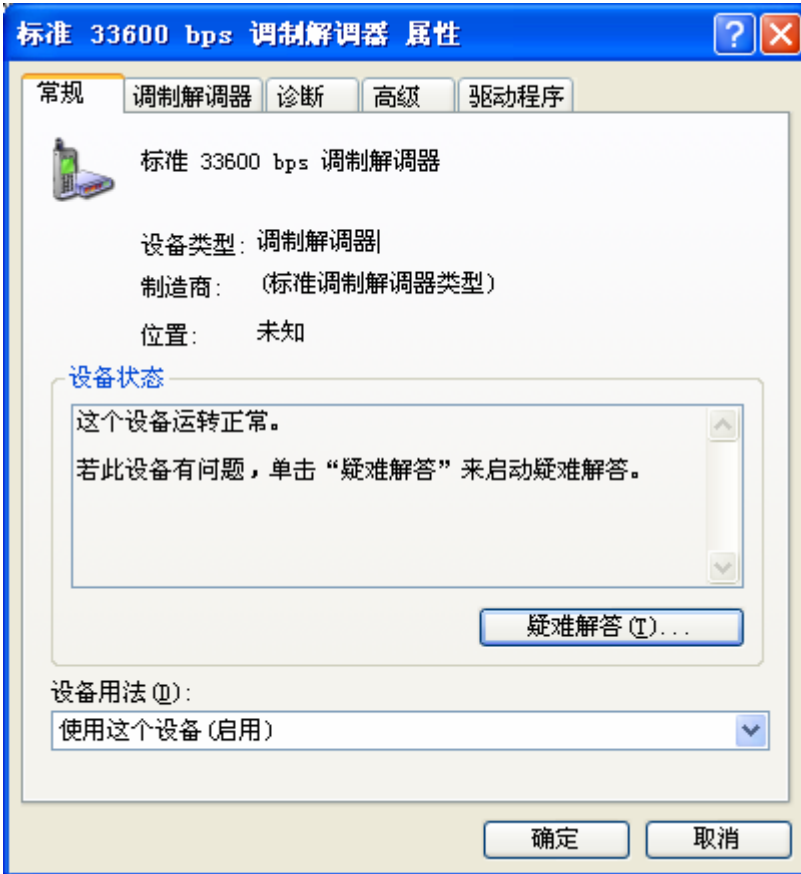 标准 33600 bps 调制解调器 属性
常规 调制解调器 诊断 高级 驱动程序
标准 33600 bps 调制解调器
设备类型: 调制解调器
制造商: (标准调制解调器类型)
位置: 未知
设备状态
这个设备运转正常。
若此设备有问题，单击“疑难解答”来启动疑难解答。
疑难解答(T)...
设备用法(D):
使用这个设备(启用)
确定 取消